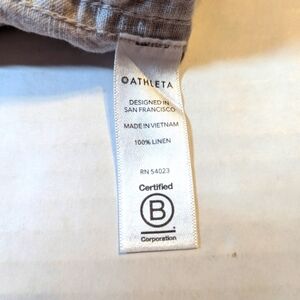 ATHLETA
DESIGNED IN
SAN FRANCISCO
MADE IN VIETNAM
100% LINEN
RN 54023
Certified
B
Corporation